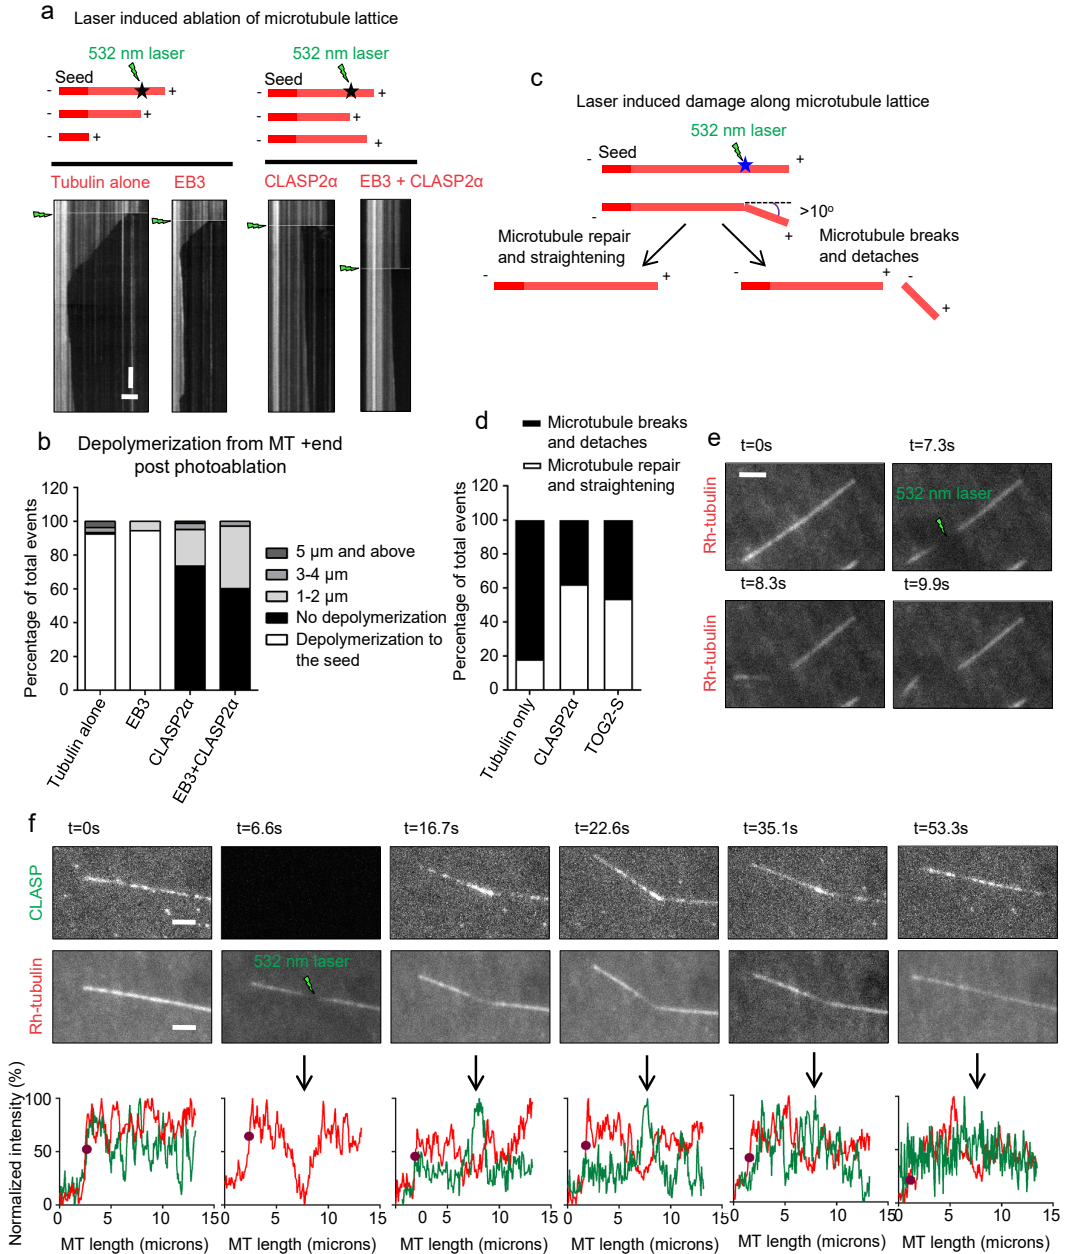 a
Laser induced ablation of microtubule lattice
532 nm laser
532 nm laser
Seed
Seed
- +
- +
- +
- +
- +
- +
Tubulin alone
EB3
CLASP2α
EB3 + CLASP2α
c
Laser induced damage along microtubule lattice
532 nm laser
Seed
- +
- +
>10º
Microtubule repair
and straightening
Microtubule breaks
and detaches
- +
- +
- +
b
Depolymerization from MT +end
post photoablation
Percentage of total events
120
100
80
60
40
20
0
Tubulin alone
EB3
CLASP2α
EB3+CLASP2α
5 µm and above
3-4 µm
1-2 µm
No depolymerization
Depolymerization to
the seed
d
Microtubule breaks
and detaches
Microtubule repair
and straightening
Percentage of total events
120
100
80
60
40
20
0
Tubulin only
CLASP2α
TOG2-S
e
t=0s
t=7.3s
Rh-tubulin
532 nm laser
t=8.3s
t=9.9s
Rh-tubulin
f
t=0s
t=6.6s
t=16.7s
t=22.6s
t=35.1s
t=53.3s
CLASP
Rh-tubulin
532 nm laser
Normalized intensity (%)
100
50
0
0 5 10 15
0 5 10 15
0 5 10 15
0 5 10 15
0 5 10 15
0 5 10 15
MT length (microns)
MT length (microns)
MT length (microns)
MT length (microns)
MT length (microns)
MT length (microns)